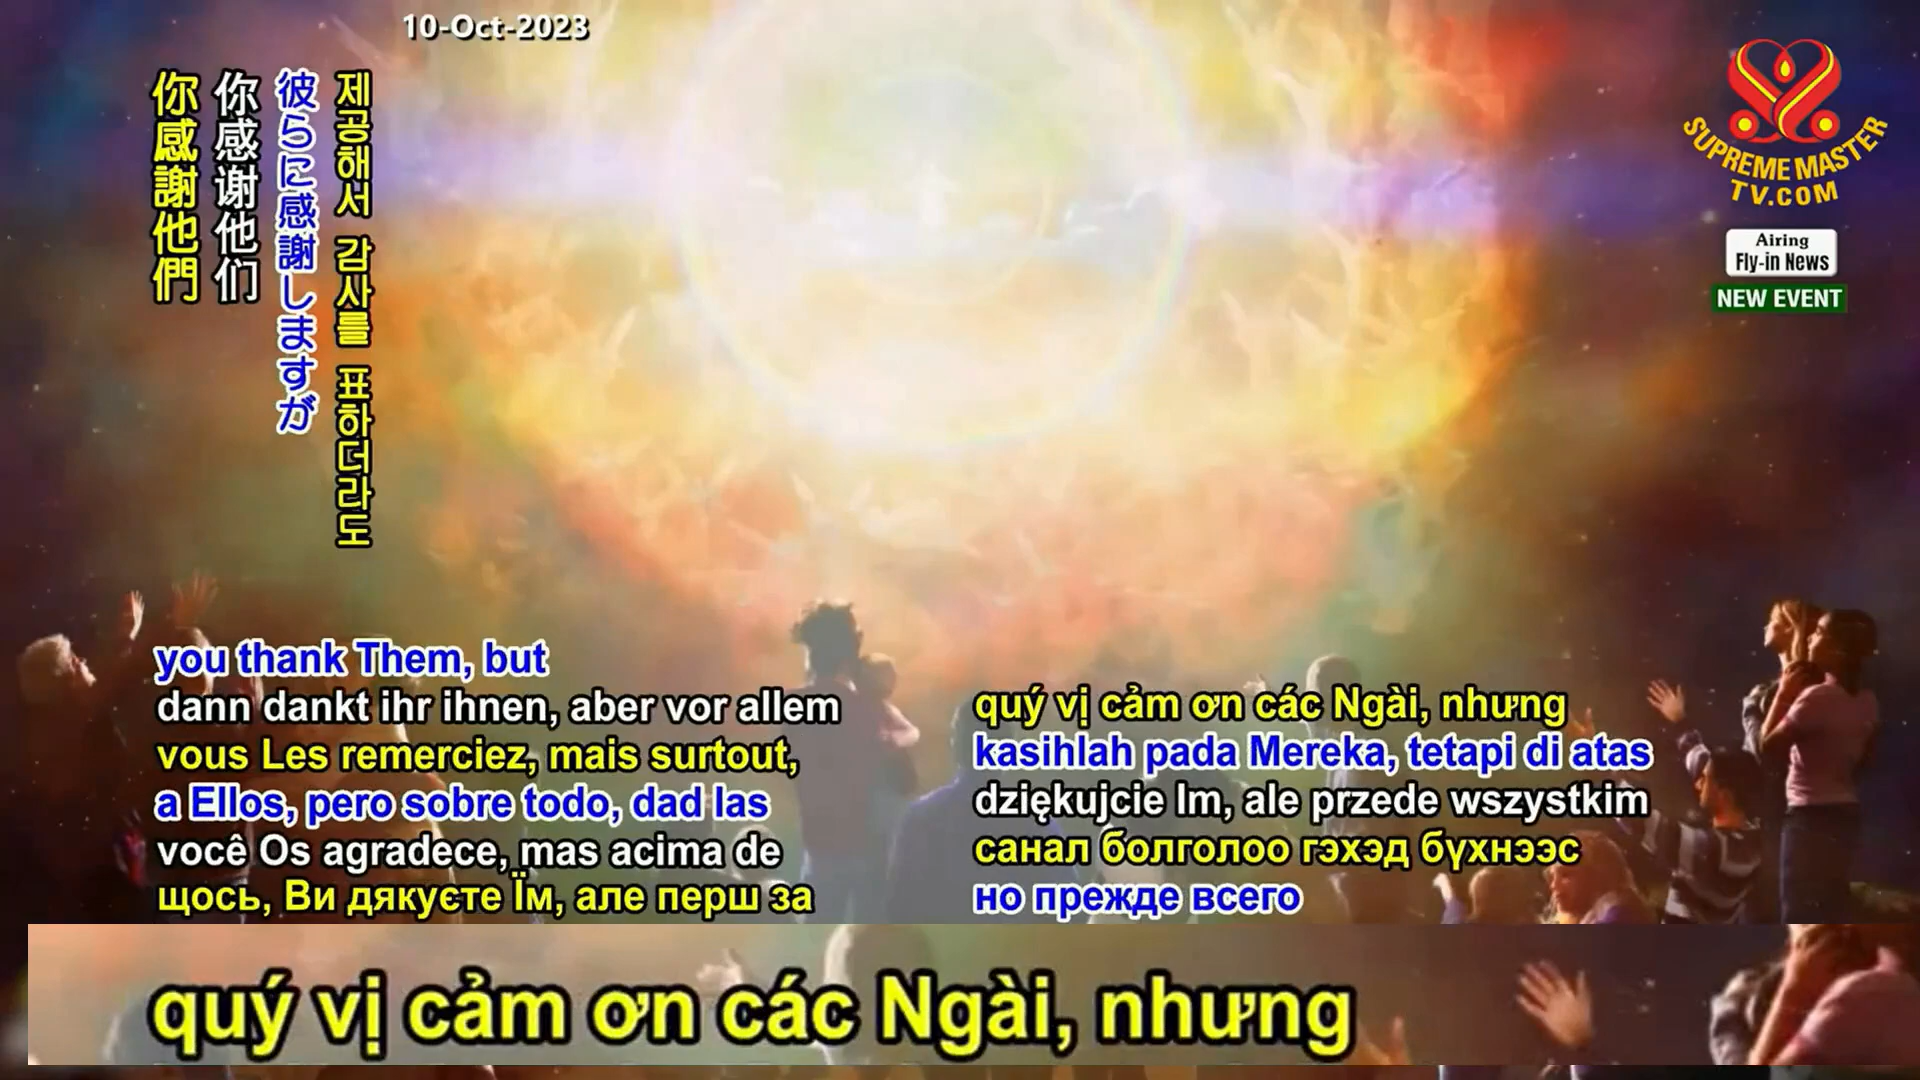 10-Oct-2023
你感謝他們
你感谢他们
彼らに感謝しますが
제공해서 감사를 표하더라도
SUPREME MASTER
TV.COM
Airing
Fly-in News
NEW EVENT
you thank Them, but
dann dankt ihr ihnen, aber vor allem
vous Les remerciez, mais surtout,
a Ellos, pero sobre todo, dad las
você Os agradece, mas acima de
щось, Ви дякуєте Їм, але перш за
quý vị cảm ơn các Ngài, nhưng
kasihlah pada Mereka, tetapi di atas
dziękujcie Im, ale przede wszystkim
санал болголоо гэхэд бүхнээс
но прежде всего
quý vị cảm ơn các Ngài, nhưng